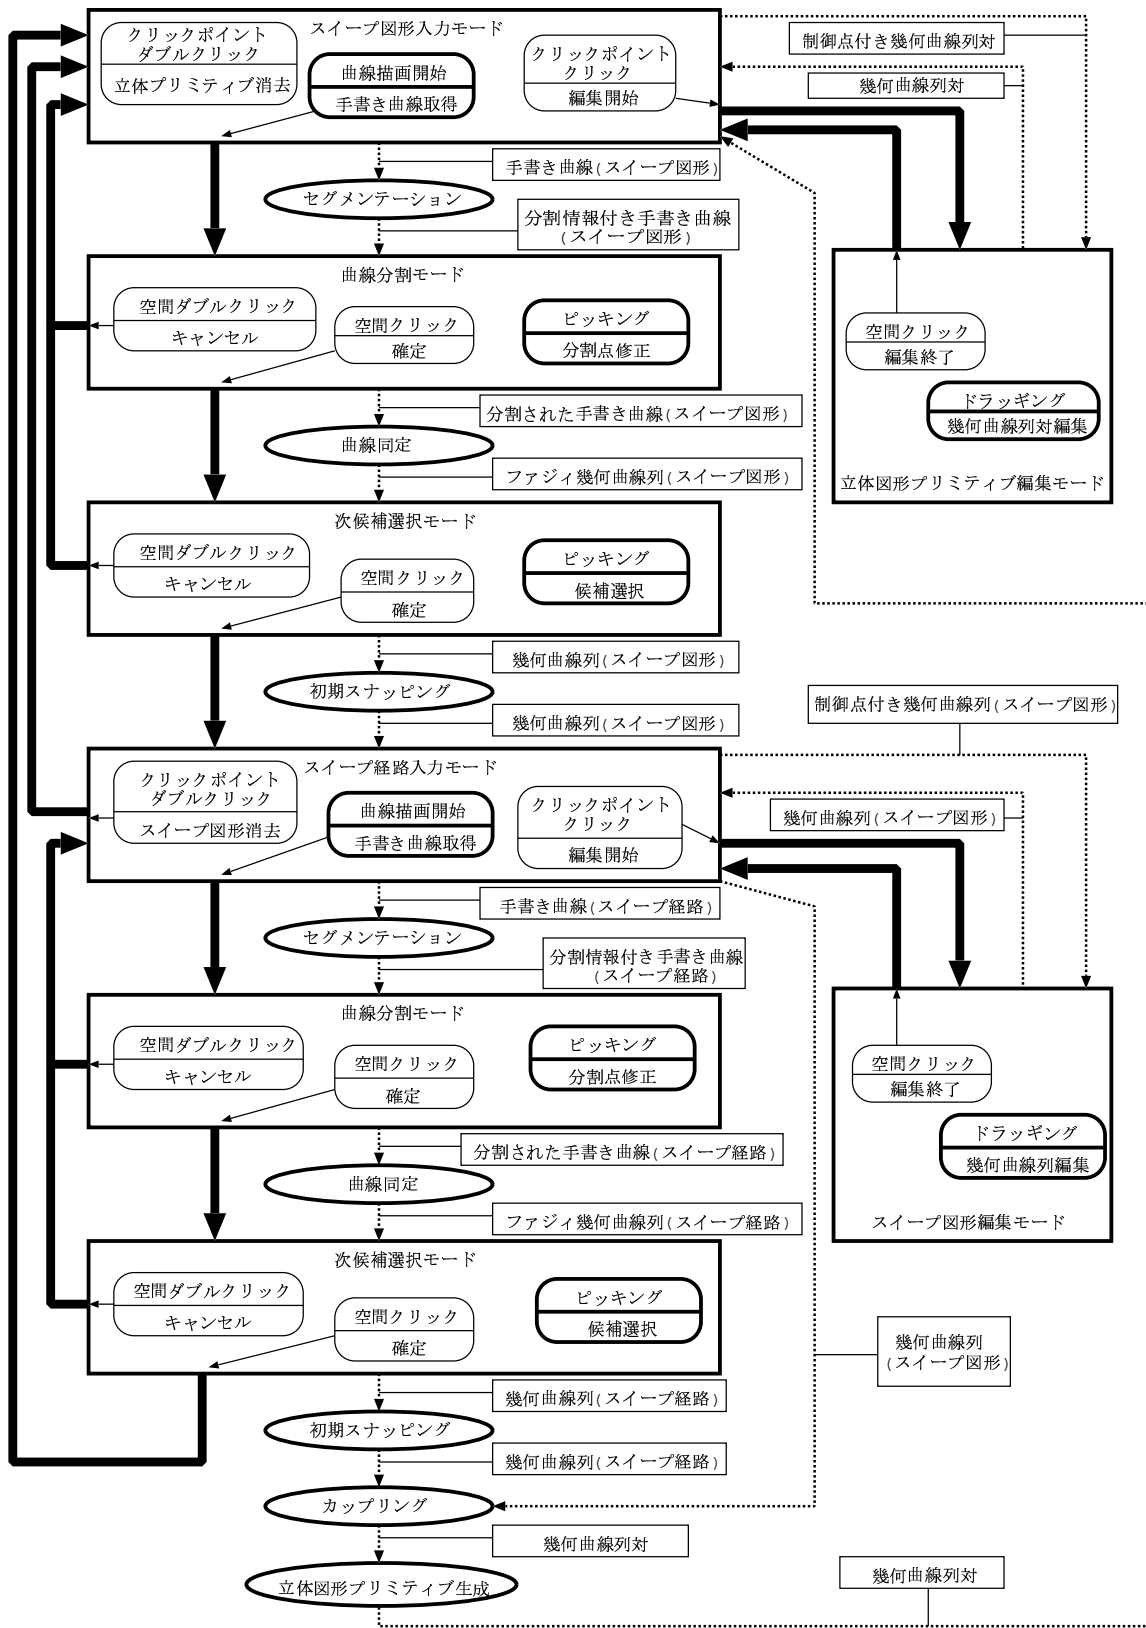 スイープ図形入力モード
クリックポイント
ダブルクリック
立体プリミティブ消去
曲線描画開始
手書き曲線取得
クリックポイント
クリック
編集開始
制御点付き幾何曲線列対
幾何曲線列対
手書き曲線(スイープ図形)
セグメンテーション
分割情報付き手書き曲線
(スイープ図形)
曲線分割モード
空間ダブルクリック
キャンセル
空間クリック
確定
ピッキング
分割点修正
空間クリック
編集終了
ドラッギング
幾何曲線列対編集
立体図形プリミティブ編集モード
分割された手書き曲線(スイープ図形)
曲線同定
ファジィ幾何曲線列(スイープ図形)
次候補選択モード
空間ダブルクリック
キャンセル
空間クリック
確定
ピッキング
候補選択
幾何曲線列(スイープ図形)
初期スナッピング
幾何曲線列(スイープ図形)
制御点付き幾何曲線列(スイープ図形)
スイープ経路入力モード
クリックポイント
ダブルクリック
スイープ図形消去
曲線描画開始
手書き曲線取得
クリックポイント
クリック
編集開始
幾何曲線列(スイープ図形)
手書き曲線(スイープ経路)
セグメンテーション
分割情報付き手書き曲線
(スイープ経路)
曲線分割モード
空間ダブルクリック
キャンセル
空間クリック
確定
ピッキング
分割点修正
空間クリック
編集終了
ドラッギング
幾何曲線列編集
スイープ図形編集モード
分割された手書き曲線(スイープ経路)
曲線同定
ファジィ幾何曲線列(スイープ経路)
次候補選択モード
空間ダブルクリック
キャンセル
空間クリック
確定
ピッキング
候補選択
幾何曲線列
(スイープ図形)
幾何曲線列(スイープ経路)
初期スナッピング
幾何曲線列(スイープ経路)
カップリング
幾何曲線列対
立体図形プリミティブ生成
幾何曲線列対